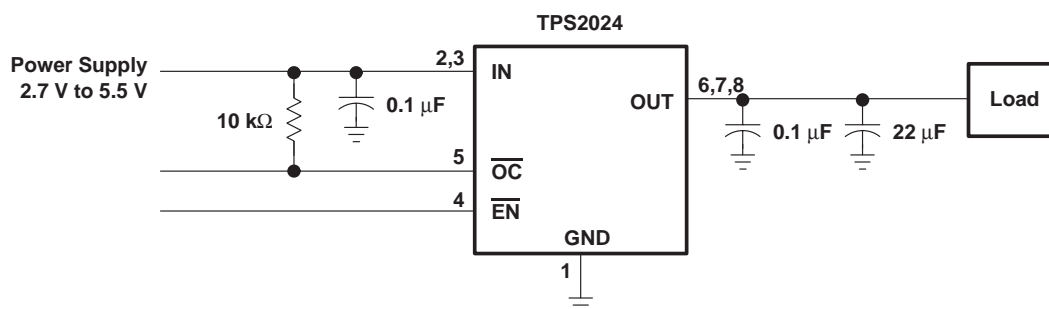 TPS2024
Power Supply
2.7 V to 5.5 V
2,3
IN
10 kΩ
0.1 μF
5
OC
4
EN
GND
1
OUT
6,7,8
0.1 μF
22 μF
Load